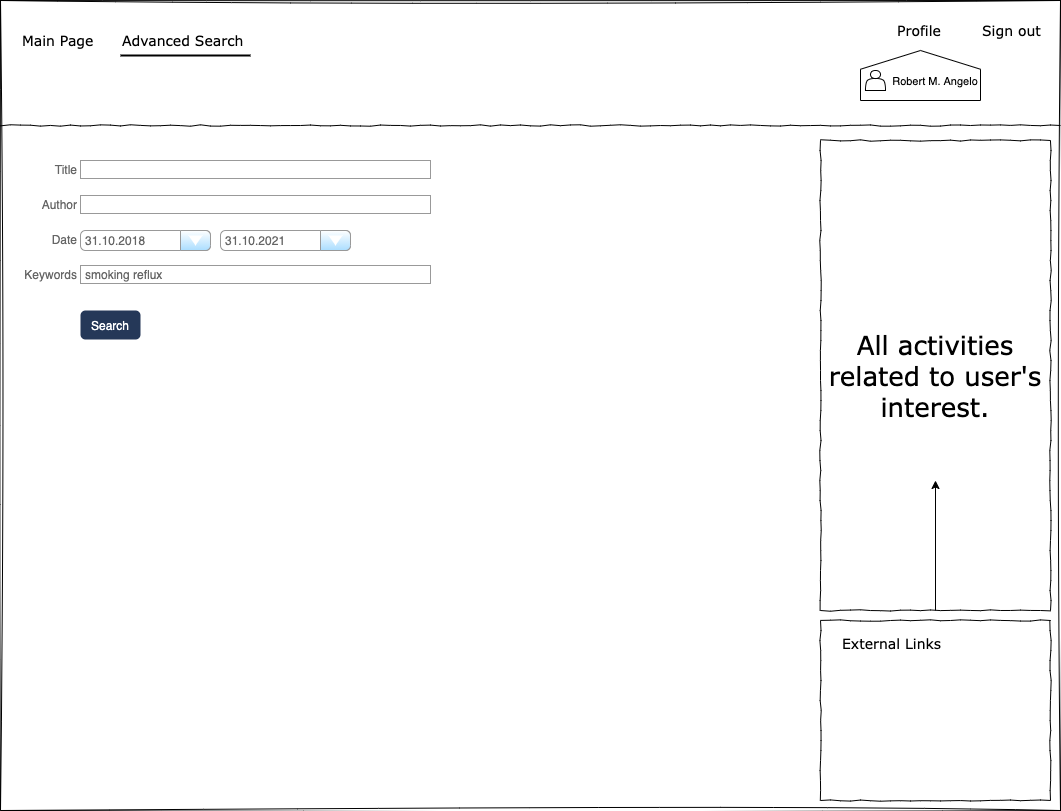 Main Page
Advanced Search
Profile
Sign out
Robert M. Angelo
Title
Author
Date 31.10.2018 31.10.2021
Keywords smoking reflux
Search
All activities
related to user's
interest.
External Links